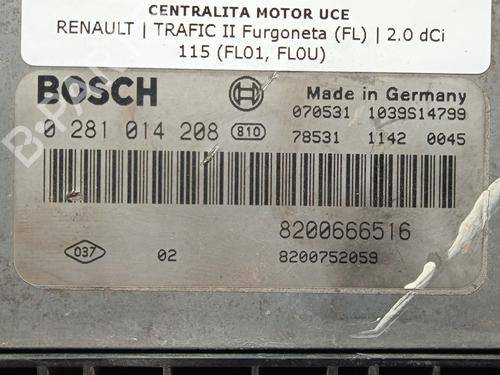 CENTRALITA MOTOR UCE
RENAULT | TRAFIC II Furgoneta (FL) | 2.0 dCi
115 (FL01, FL0U)
BOSCH
Made in Germany
070531 1039S14799
0 281 014 208 810
78531 1142 0045
8200666516
037
02
8200752059